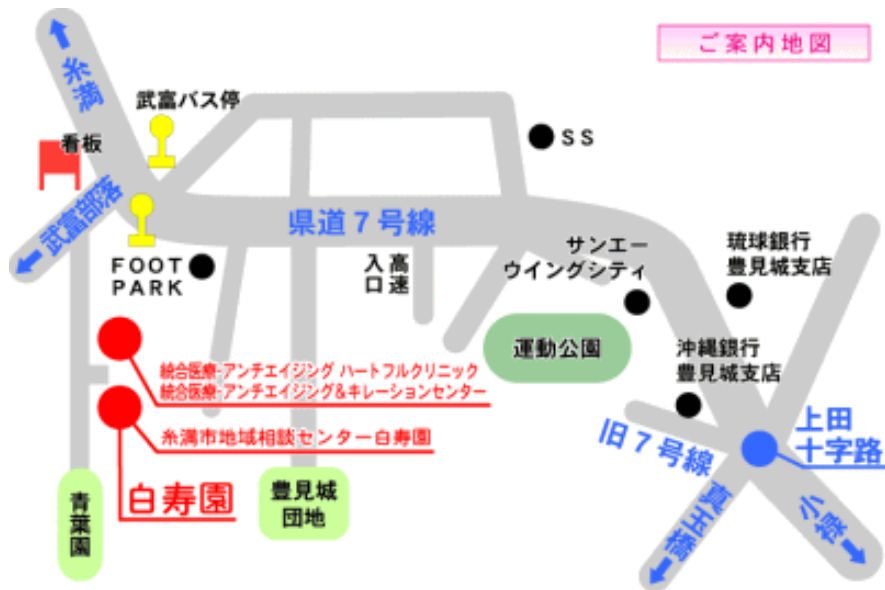 ご案内地図
糸満
武富バス停
看板
SS
武富部落
県道7号線
FOOT
PARK
高速
入口
サンエー
ウイングシティ
琉球銀行
豊見城支店
運動公園
沖縄銀行
豊見城支店
統合医療･アンチエイジング ハートフルクリニック
統合医療･アンチエイジング&キレーションセンター
糸満市地域相談センター白寿園
白寿園
旧7号線
上田
十字路
青葉園
豊見城
団地
真玉橋
小禄